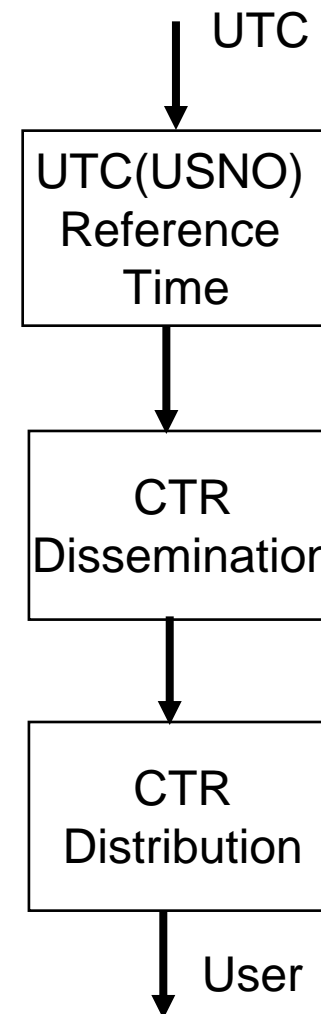 UTC
UTC(USNO)
Reference
Time
CTR
Dissemination
CTR
Distribution
User